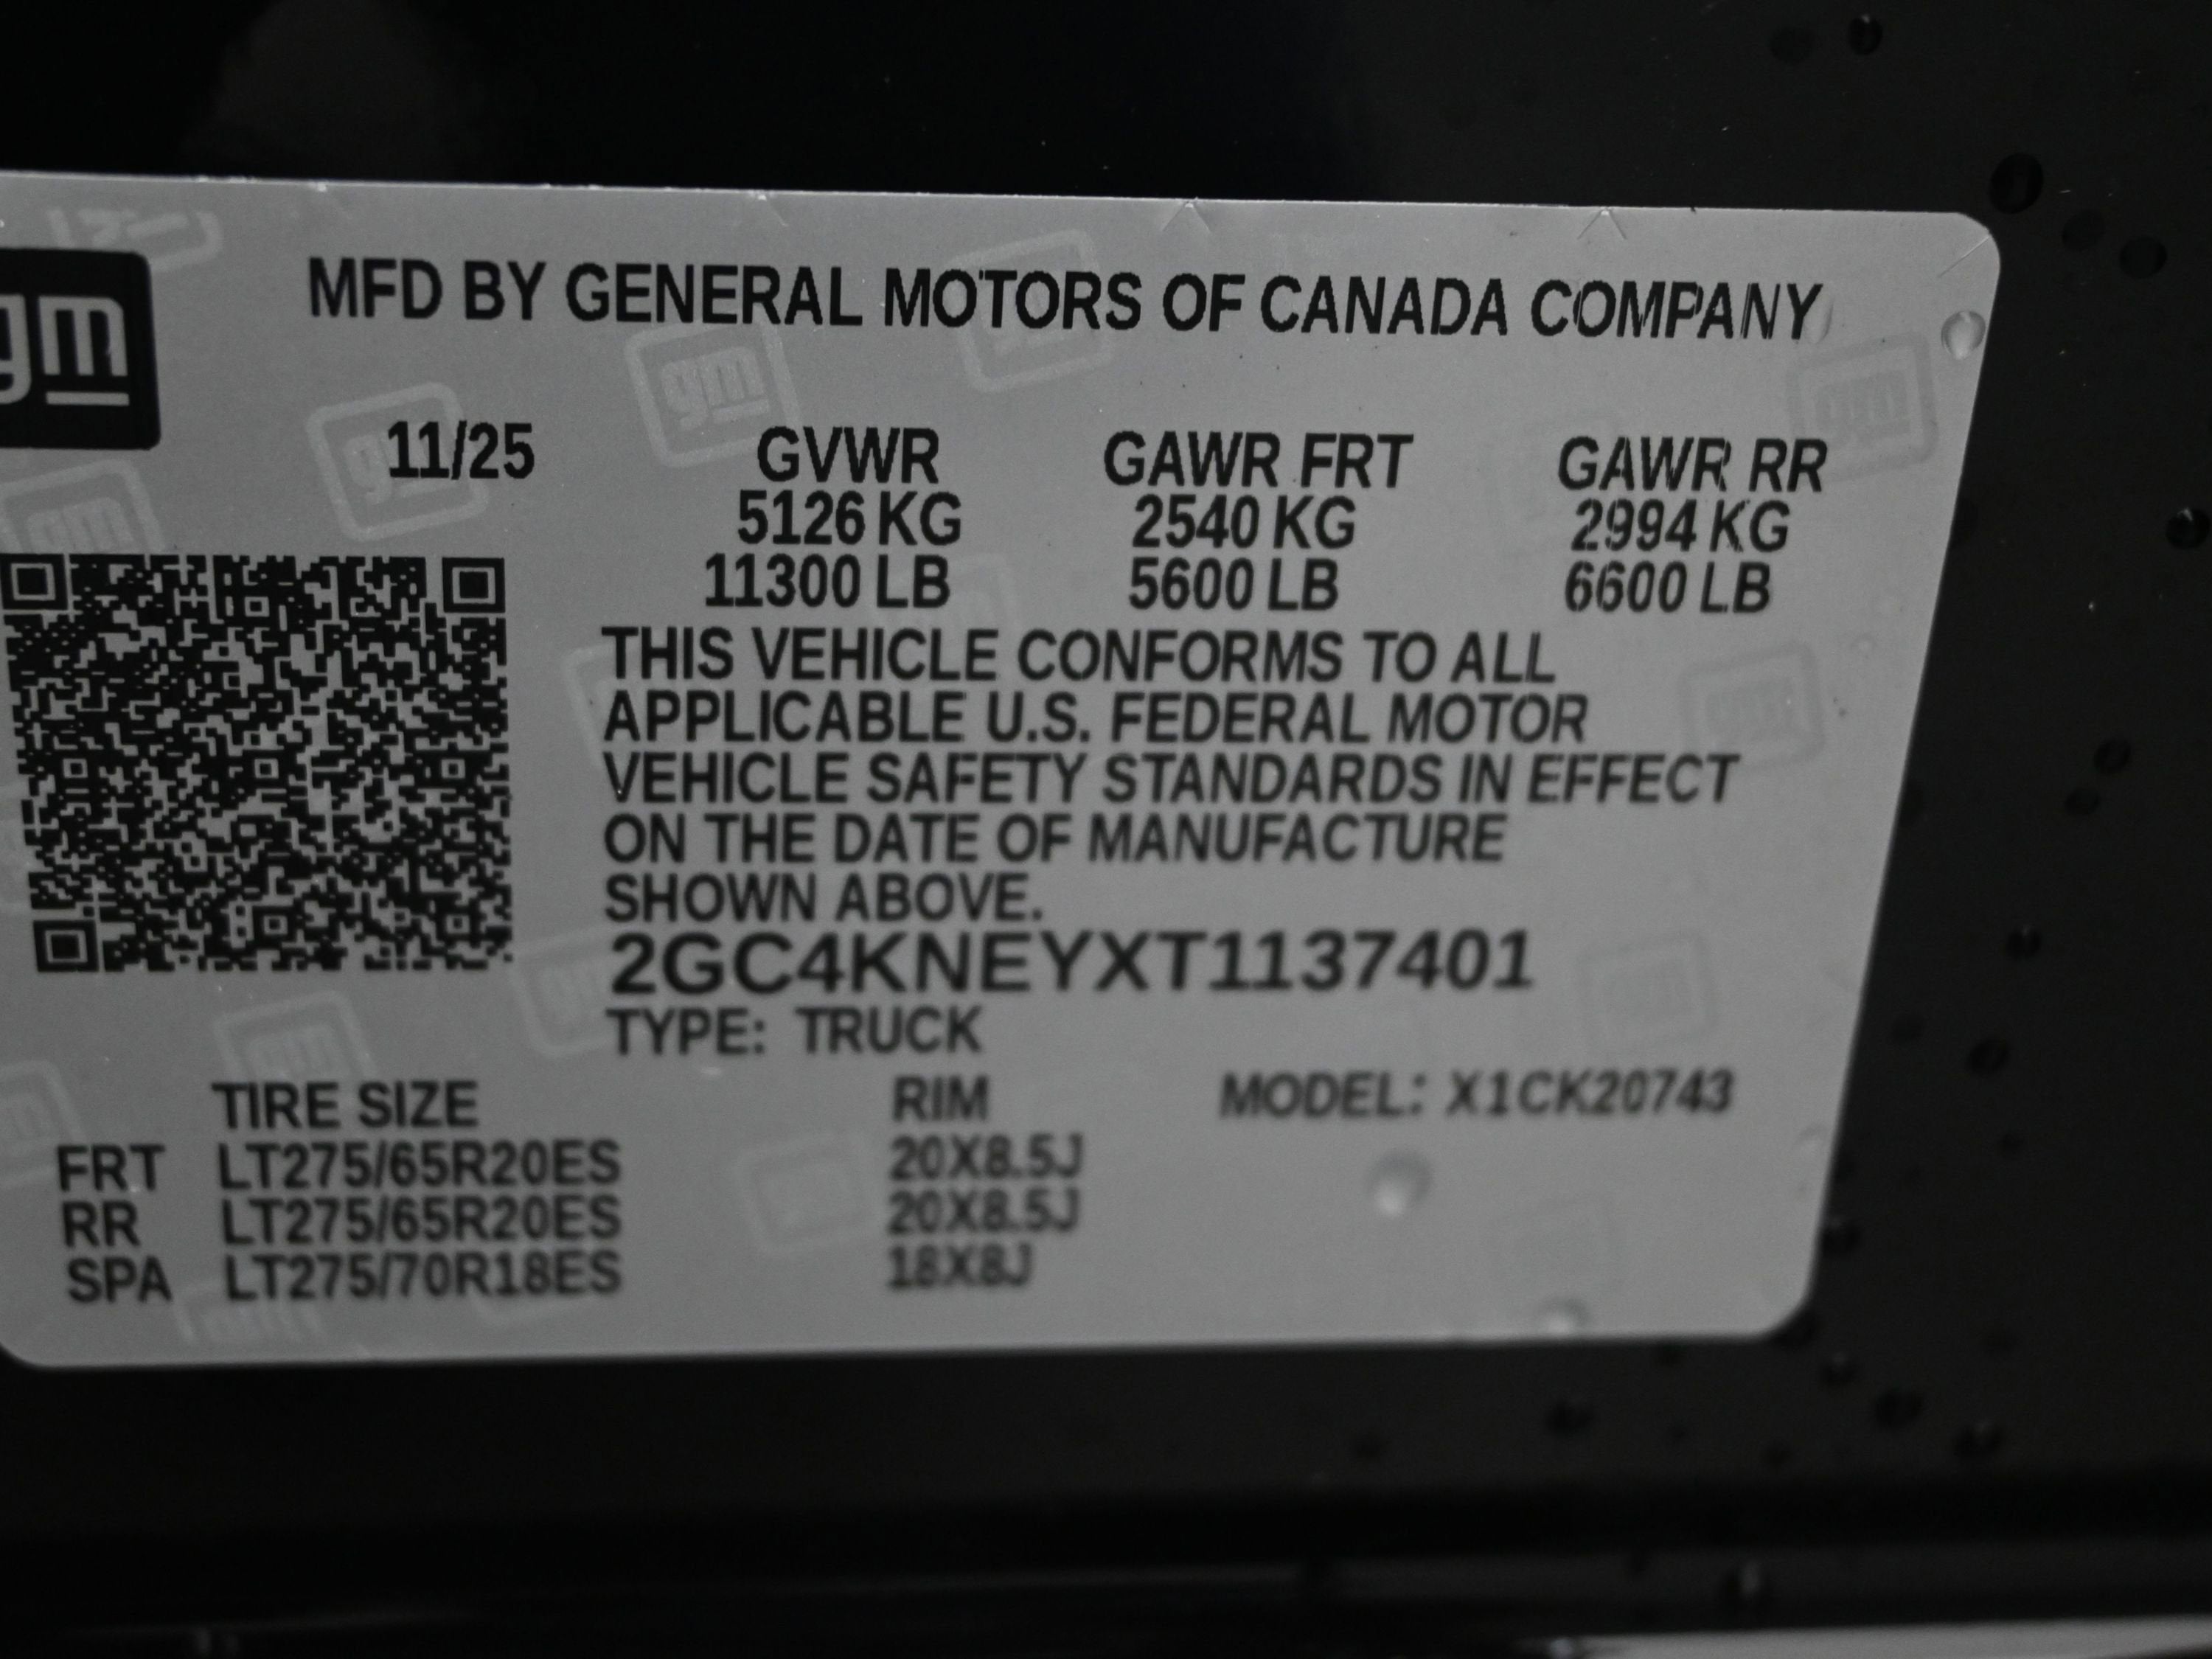 gm
MFD BY GENERAL MOTORS OF CANADA COMPANY
11/25 GVWR GAWR FRT GAWR RR
5126 KG 2540 KG 2994 KG
11300 LB 5600 LB 6600 LB
THIS VEHICLE CONFORMS TO ALL
APPLICABLE U.S. FEDERAL MOTOR
VEHICLE SAFETY STANDARDS IN EFFECT
ON THE DATE OF MANUFACTURE
SHOWN ABOVE.
2GC4KNEYXT1137401
TYPE: TRUCK
TIRE SIZE RIM MODEL: X1CK20743
FRT LT275/65R20ES 20X8.5J
RR LT275/65R20ES 20X8.5J
SPA LT275/70R18ES 18X8J